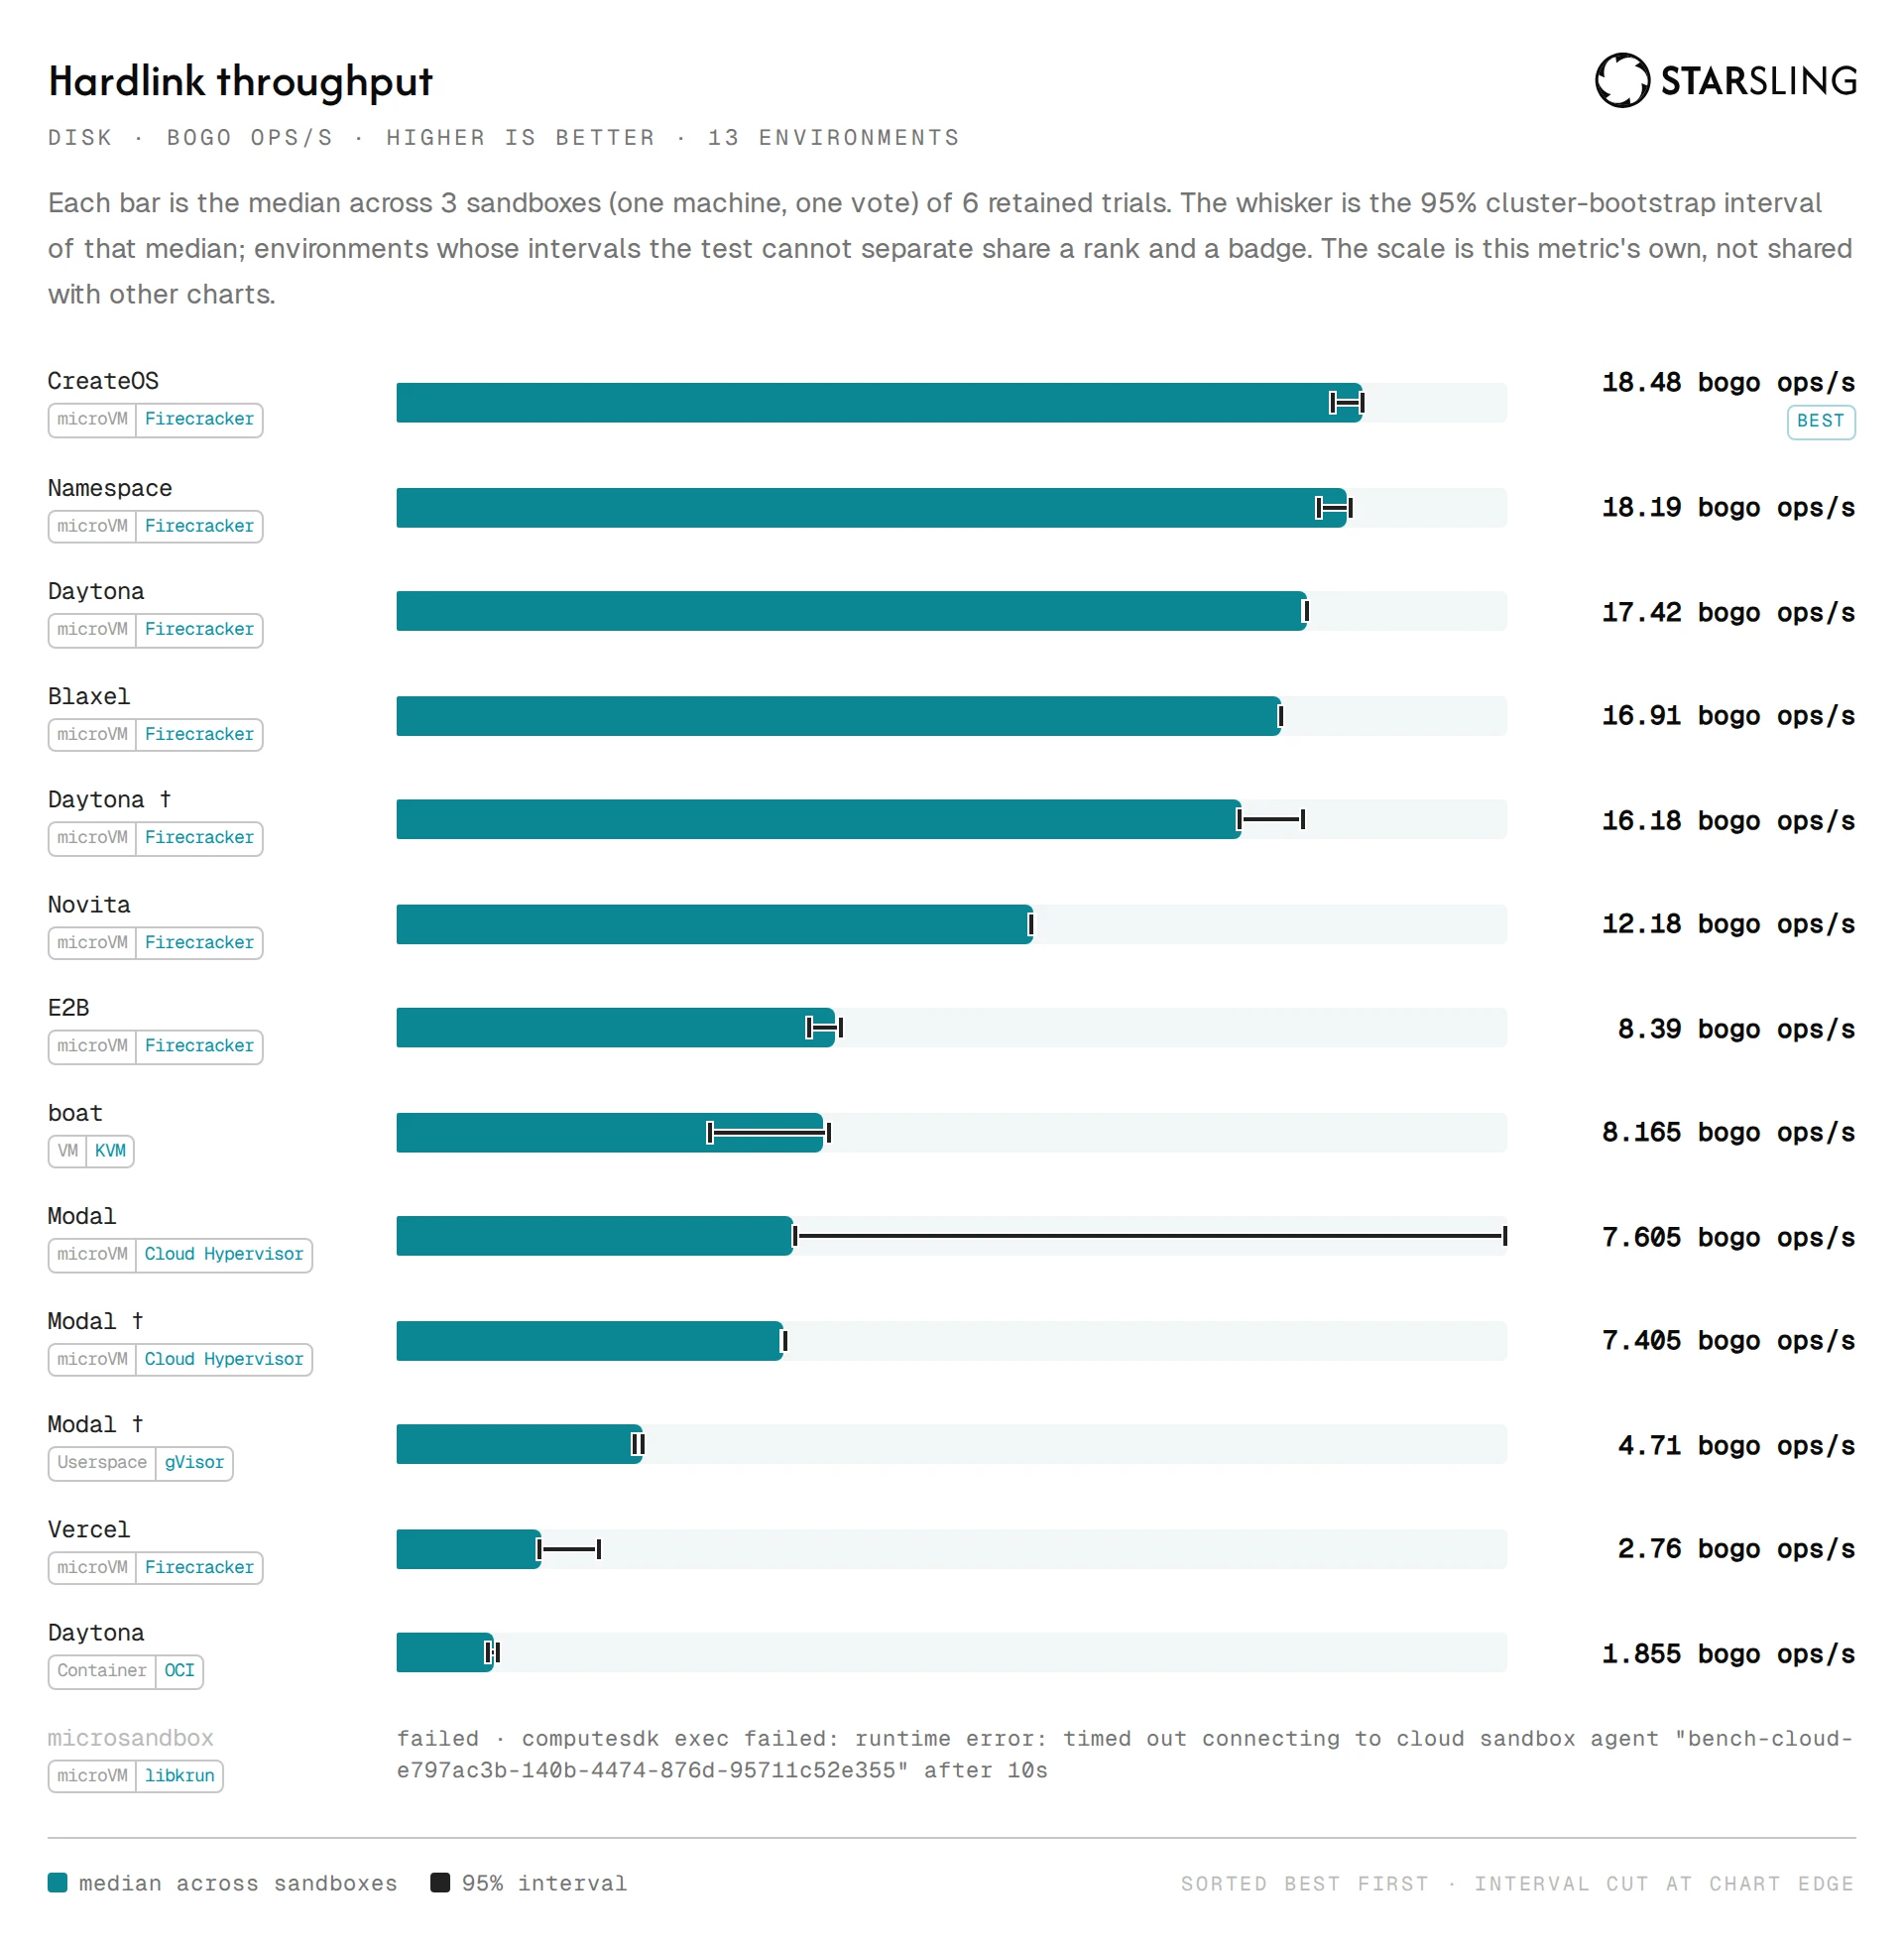 Hardlink throughput
STARSLING
DISK · BOGO OPS/S · HIGHER IS BETTER · 13 ENVIRONMENTS
Each bar is the median across 3 sandboxes (one machine, one vote) of 6 retained trials. The whisker is the 95% cluster-bootstrap interval
of that median; environments whose intervals the test cannot separate share a rank and a badge. The scale is this metric's own, not shared
with other charts.
CreateOS
microVM Firecracker
18.48 bogo ops/s
BEST
Namespace
microVM Firecracker
18.19 bogo ops/s
Daytona
microVM Firecracker
17.42 bogo ops/s
Blaxel
microVM Firecracker
16.91 bogo ops/s
Daytona †
microVM Firecracker
16.18 bogo ops/s
Novita
microVM Firecracker
12.18 bogo ops/s
E2B
microVM Firecracker
8.39 bogo ops/s
boat
VM KVM
8.165 bogo ops/s
Modal
microVM Cloud Hypervisor
7.605 bogo ops/s
Modal †
microVM Cloud Hypervisor
7.405 bogo ops/s
Modal †
Userspace gVisor
4.71 bogo ops/s
Vercel
microVM Firecracker
2.76 bogo ops/s
Daytona
Container OCI
1.855 bogo ops/s
microsandbox
microVM libkrun
failed · computesdk exec failed: runtime error: timed out connecting to cloud sandbox agent "bench-cloud-
e797ac3b-140b-4474-876d-95711c52e355" after 10s
median across sandboxes
95% interval
SORTED BEST FIRST · INTERVAL CUT AT CHART EDGE